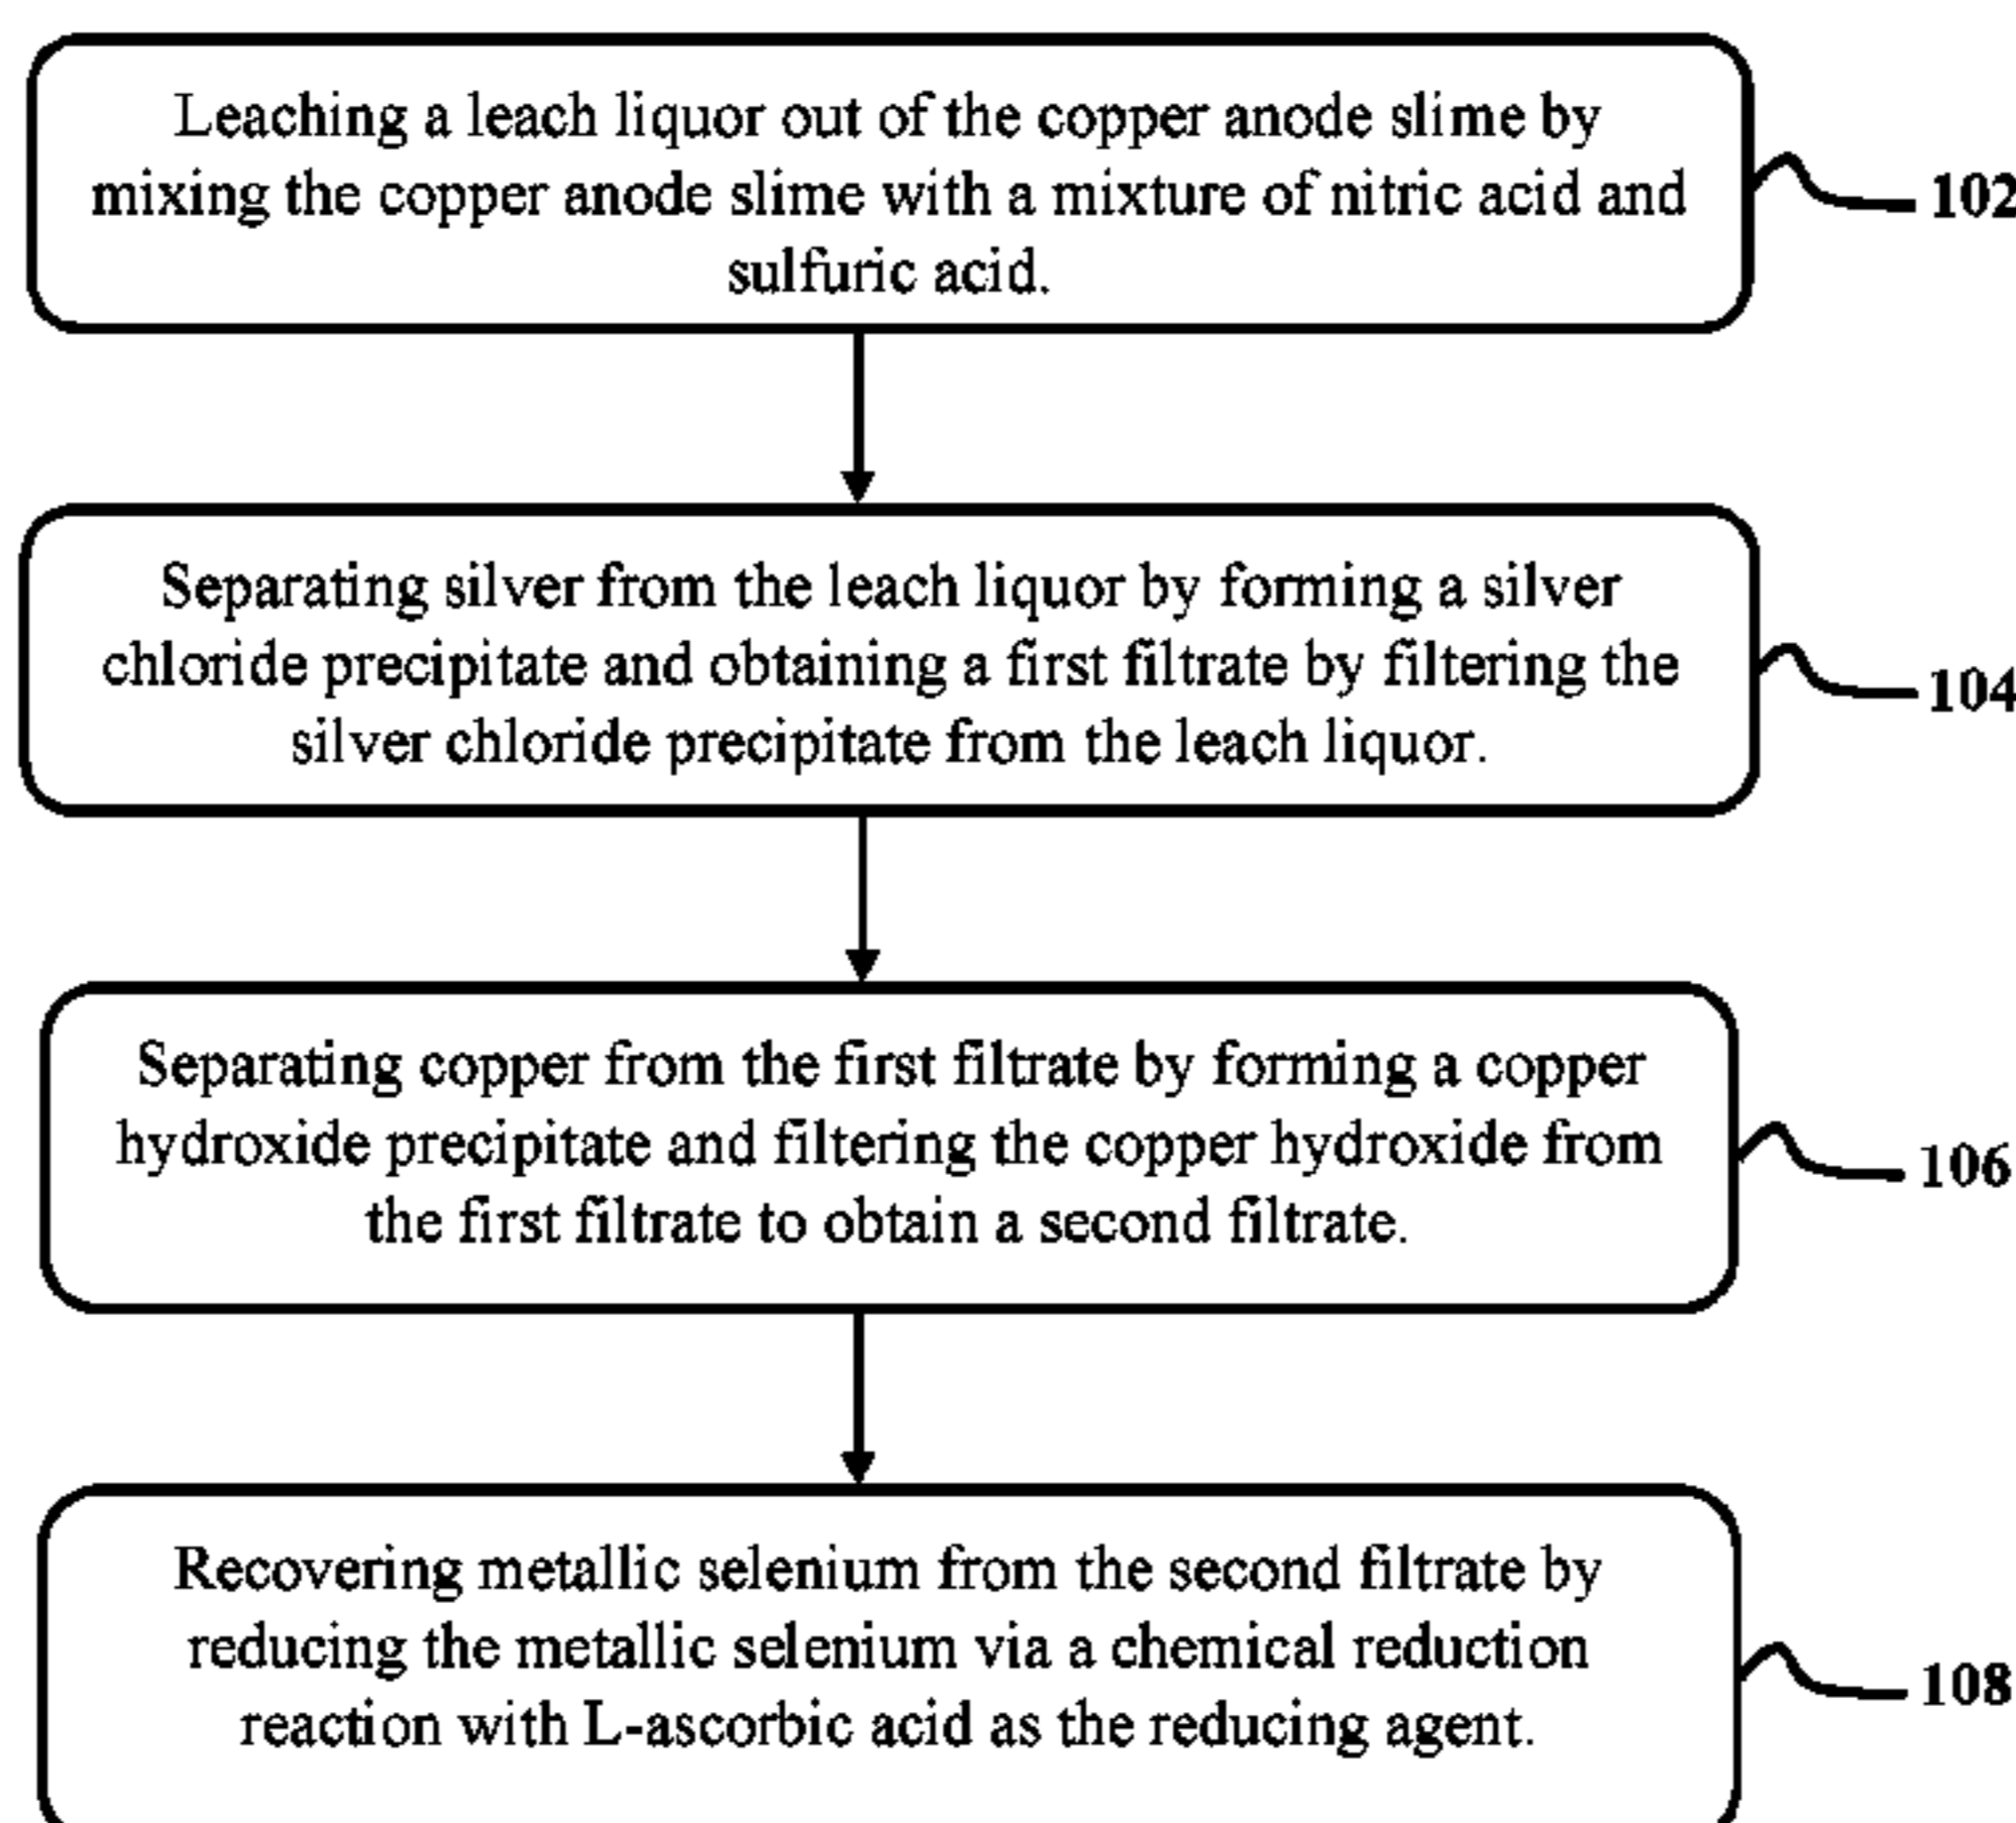 Leaching a leach liquor out of the copper anode slime by
mixing the copper anode slime with a mixture of nitric acid and
sulfuric acid.
102
Separating silver from the leach liquor by forming a silver
chloride precipitate and obtaining a first filtrate by filtering the
silver chloride precipitate from the leach liquor.
104
Separating copper from the first filtrate by forming a copper
hydroxide precipitate and filtering the copper hydroxide from
the first filtrate to obtain a second filtrate.
106
Recovering metallic selenium from the second filtrate by
reducing the metallic selenium via a chemical reduction
reaction with L-ascorbic acid as the reducing agent.
108